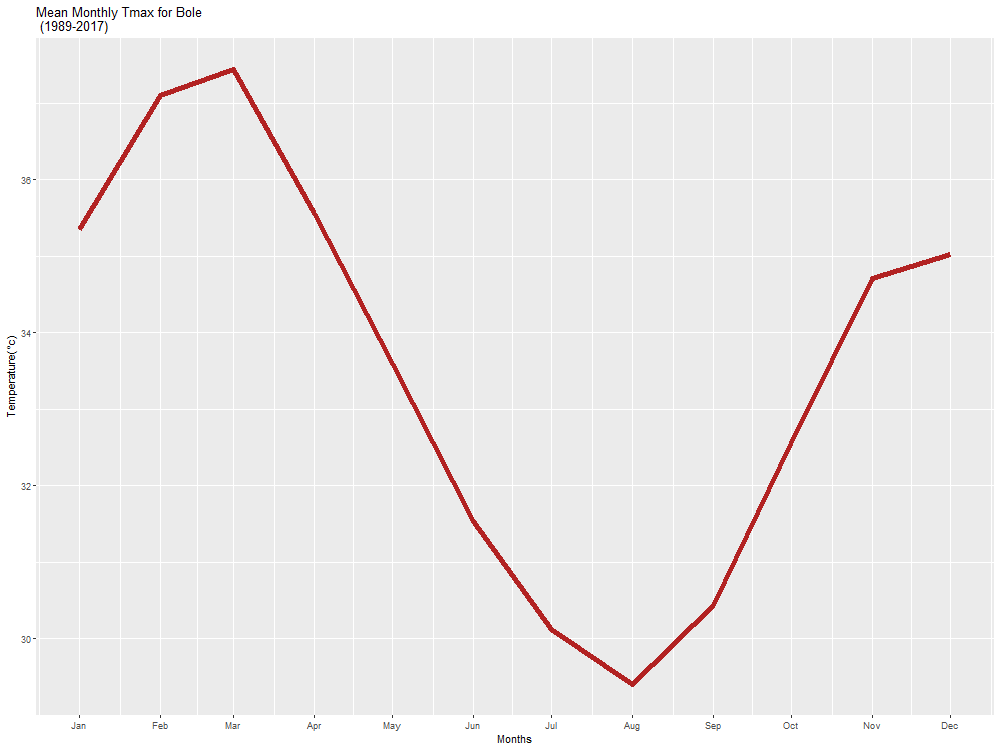 Mean Monthly Tmax for Bole
(1989-2017)
Temperature(°c)
36
34
32
30
Jan Feb Mar Apr May Jun Jul Aug Sep Oct Nov Dec
Months